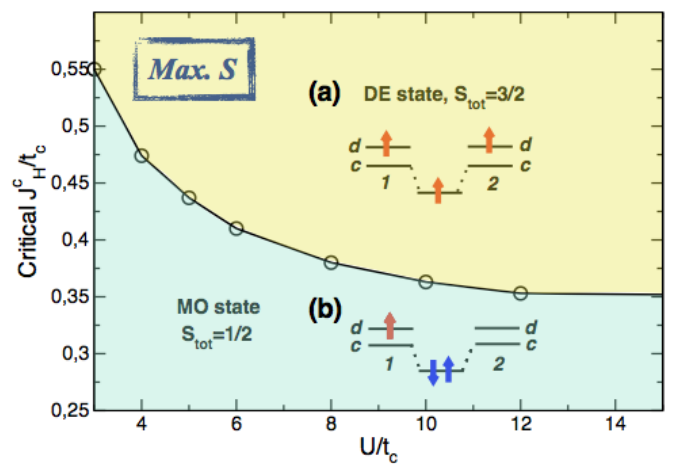 Max. S
(a)
DE state, S_tot=3/2
d
d
c
c
1
2
MO state
S_tot=1/2
(b)
d
d
c
c
1
2
Critical J^c_H/t_c
0,55
0,5
0,45
0,4
0,35
0,3
0,25
4
6
8
10
12
14
U/t_c